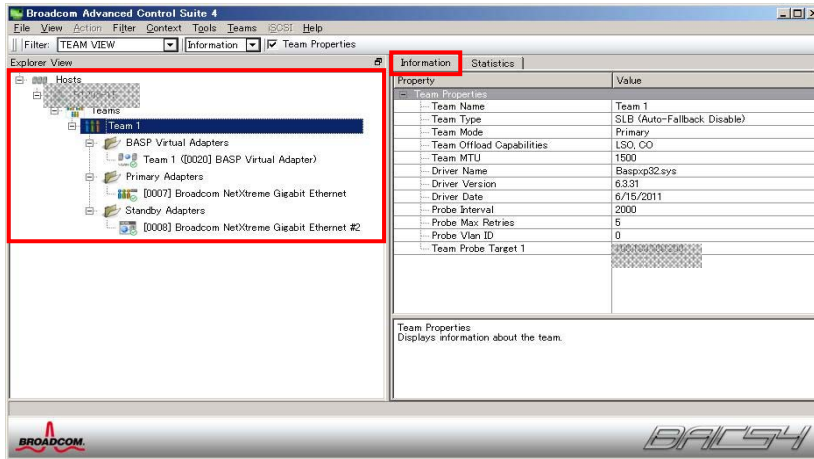 Broadcom Advanced Control Suite 4
File View Action Filter Context Tools Teams iSCSI Help
Filter: TEAM VIEW Information Team Properties
Explorer View
Hosts
Teams
Team 1
BASP Virtual Adapters
Team 1 ([0020] BASP Virtual Adapter)
Primary Adapters
[0007] Broadcom NetXtreme Gigabit Ethernet
Standby Adapters
[0008] Broadcom NetXtreme Gigabit Ethernet #2
Information Statistics
Property Value
Team Properties
Team Name Team 1
Team Type SLB (Auto-Fallback Disable)
Team Mode Primary
Team Offload Capabilities LSO, CO
Team MTU 1500
Driver Name Baspxp32.sys
Driver Version 6.3.31
Driver Date 6/15/2011
Probe Interval 2000
Probe Max Retries 5
Probe Vlan ID 0
Team Probe Target 1
Team Properties
Displays information about the team.
BROADCOM.
BACS4